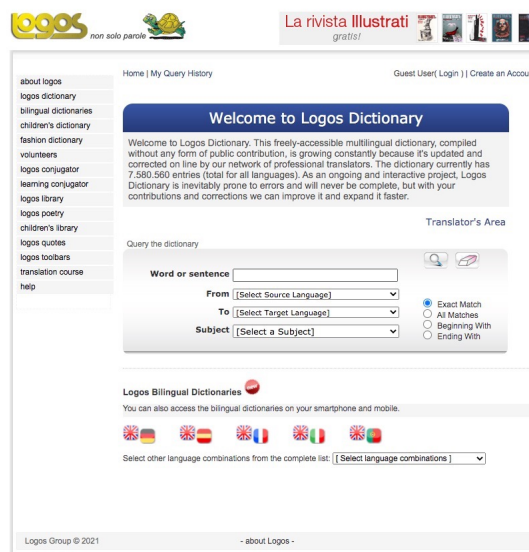 logos non solo parole
La rivista Illustrati
gratis!
Home | My Query History
Guest User( Login ) | Create an Accou
about logos
logos dictionary
bilingual dictionaries
children's dictionary
fashion dictionary
volunteers
logos conjugator
learning conjugator
logos library
logos poetry
children's library
logos quotes
logos toolbars
translation course
help
Welcome to Logos Dictionary
Welcome to Logos Dictionary. This freely-accessible multilingual dictionary, compiled
without any form of public contribution, is growing constantly because it's updated and
corrected on line by our network of professional translators. The dictionary currently has
7.580.560 entries (total for all languages). As an ongoing and interactive project, Logos
Dictionary is inevitably prone to errors and will never be complete, but with your
contributions and corrections we can improve it and expand it faster.
Translator's Area
Query the dictionary
Word or sentence
From [Select Source Language]
To [Select Target Language]
Subject [Select a Subject]
Exact Match
All Matches
Beginning With
Ending With
Logos Bilingual Dictionaries
You can also access the bilingual dictionaries on your smartphone and mobile.
Select other language combinations from the complete list: [ Select language combinations ]
Logos Group © 2021
- about Logos -